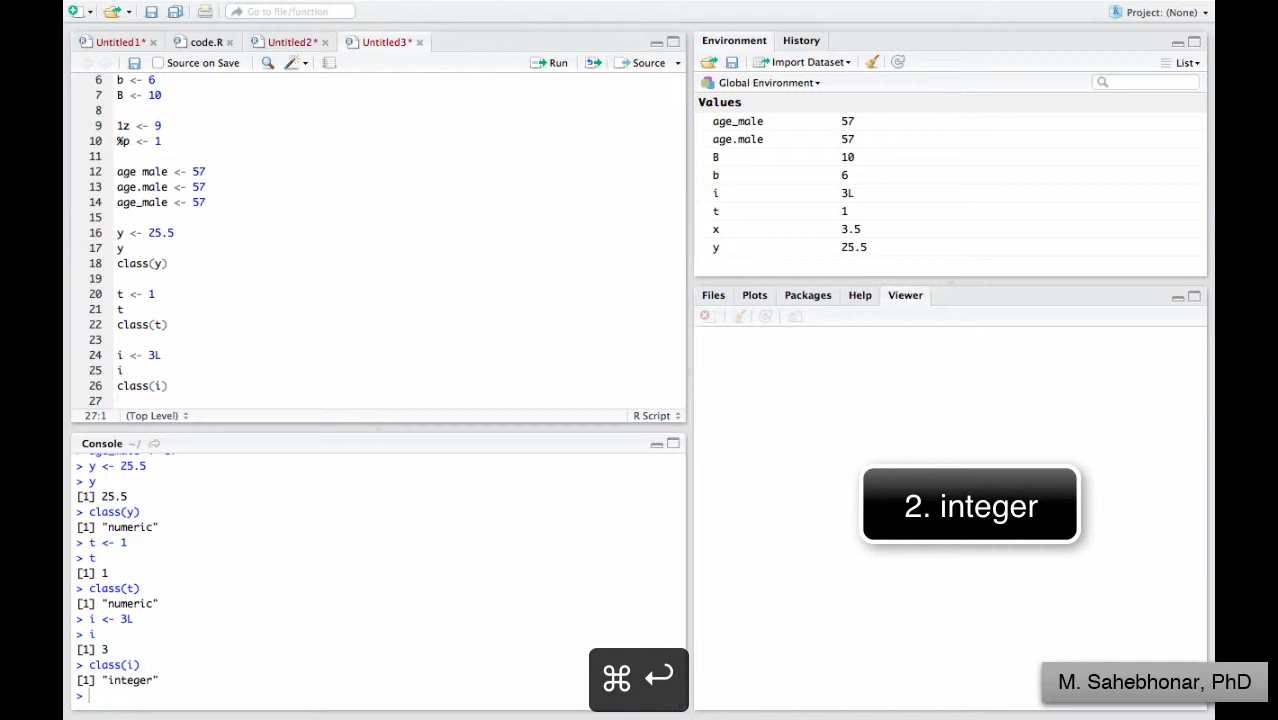 Go to file/function
Project: (None)
Untitled1*
code.R
Untitled2*
Untitled3*
Source on Save
Run
Source
6 b <- 6
7 B <- 10
8
9 1z <- 9
10 %p <- 1
11
12 age male <- 57
13 age.male <- 57
14 age_male <- 57
15
16 y <- 25.5
17 y
18 class(y)
19
20 t <- 1
21 t
22 class(t)
23
24 i <- 3L
25 i
26 class(i)
27
27:1 (Top Level) R Script
Console ~/
> y <- 25.5
> y
[1] 25.5
> class(y)
[1] "numeric"
> t <- 1
> t
[1] 1
> class(t)
[1] "numeric"
> i <- 3L
> i
[1] 3
> class(i)
[1] "integer"
>
Environment History
Import Dataset
List
Global Environment
Values
age_male 57
age.male 57
B 10
b 6
i 3L
t 1
x 3.5
y 25.5
Files Plots Packages Help Viewer
2. integer
⌘ ↩
M. Sahebhonar, PhD